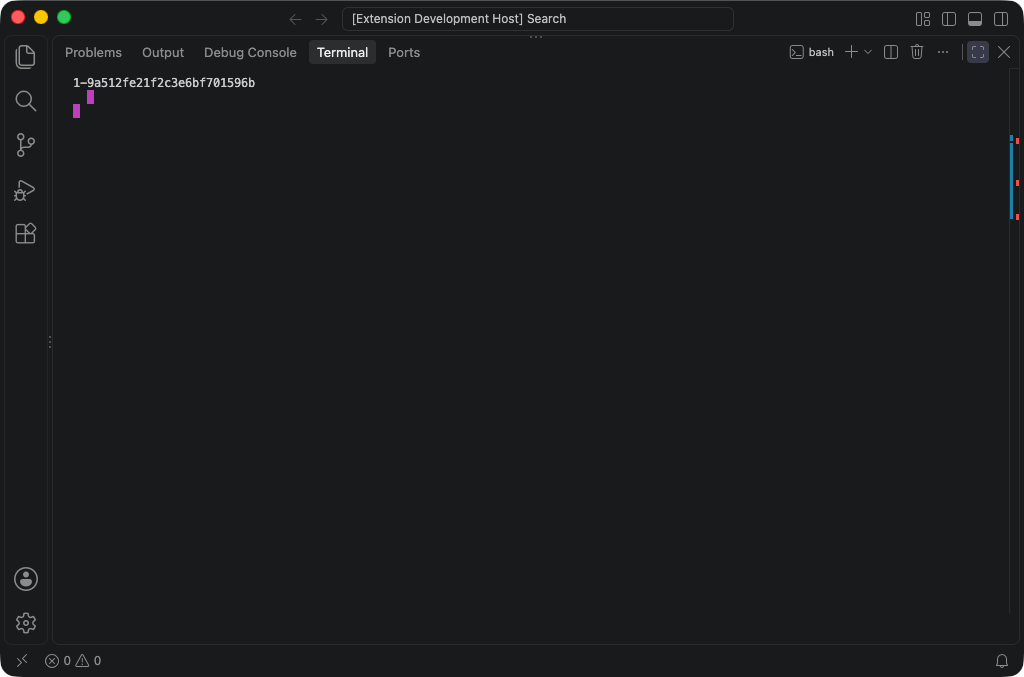 [Extension Development Host] Search
Problems Output Debug Console Terminal Ports bash
1-9a512fe21f2c3e6bf701596b
0 0